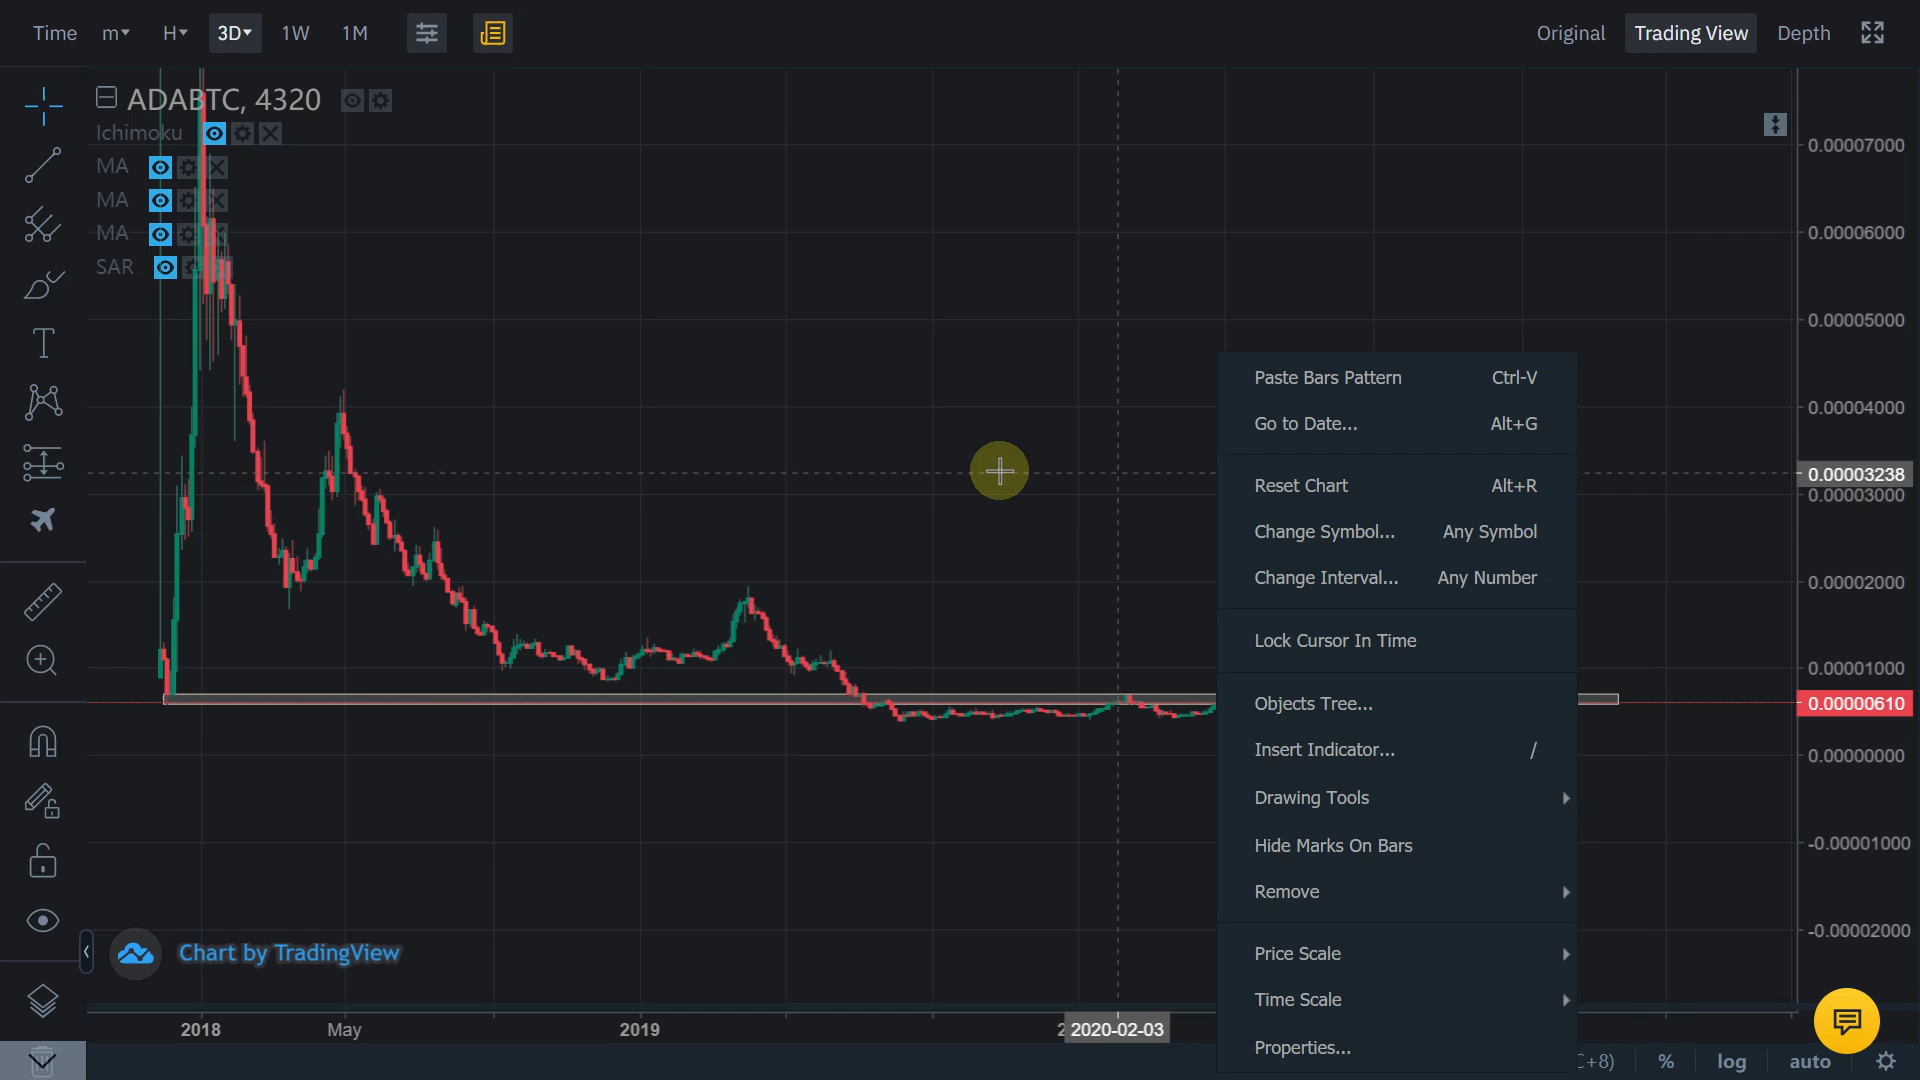 Time m▾ H▾ 3D▾ 1W 1M
Original Trading View Depth
ADABTC, 4320
Ichimoku
MA
MA
MA
SAR
0.00007000
0.00006000
0.00005000
0.00004000
0.00003238
0.00003000
0.00002000
0.00001000
0.00000610
0.00000000
-0.00001000
-0.00002000
Paste Bars Pattern Ctrl-V
Go to Date... Alt+G
Reset Chart Alt+R
Change Symbol... Any Symbol
Change Interval... Any Number
Lock Cursor In Time
Objects Tree...
Insert Indicator... /
Drawing Tools
Hide Marks On Bars
Remove
Price Scale
Time Scale
Properties...
Chart by TradingView
2018 May 2019 2020-02-03
+8) % log auto